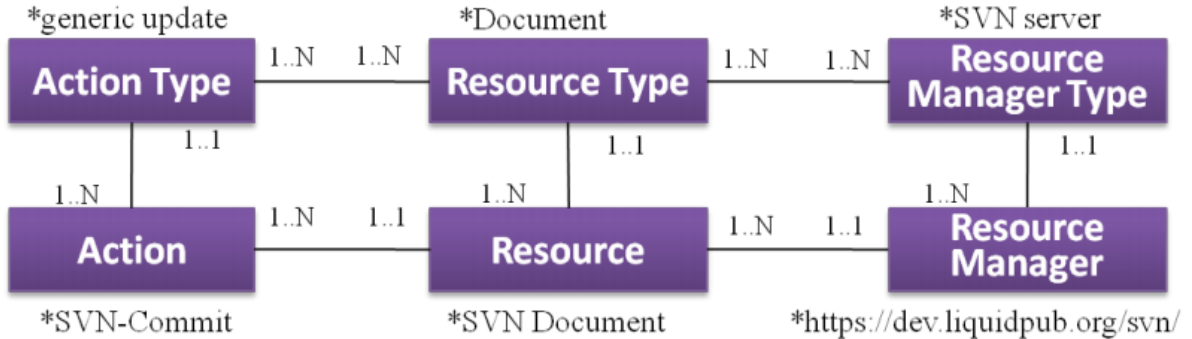 *generic update
*Document
*SVN server
Action Type
1..N
1..N
Resource Type
1..N
1..N
Resource
Manager Type
1..1
1..1
1..1
1..N
1..N
1..N
Action
1..N
1..1
Resource
1..N
1..1
Resource
Manager
*SVN-Commit
*SVN Document
*https://dev.liquidpub.org/svn/